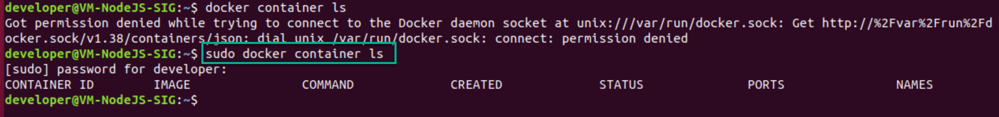 developer@VM-NodeJS-SIG:~$ docker container ls
Got permission denied while trying to connect to the Docker daemon socket at unix:///var/run/docker.sock: Get http://%2Fvar%2Frun%2Fd
ocker.sock/v1.38/containers/json: dial unix /var/run/docker.sock: connect: permission denied
developer@VM-NodeJS-SIG:~$ sudo docker container ls
[sudo] password for developer:
CONTAINER ID        IMAGE               COMMAND             CREATED             STATUS              PORTS               NAMES
developer@VM-NodeJS-SIG:~$